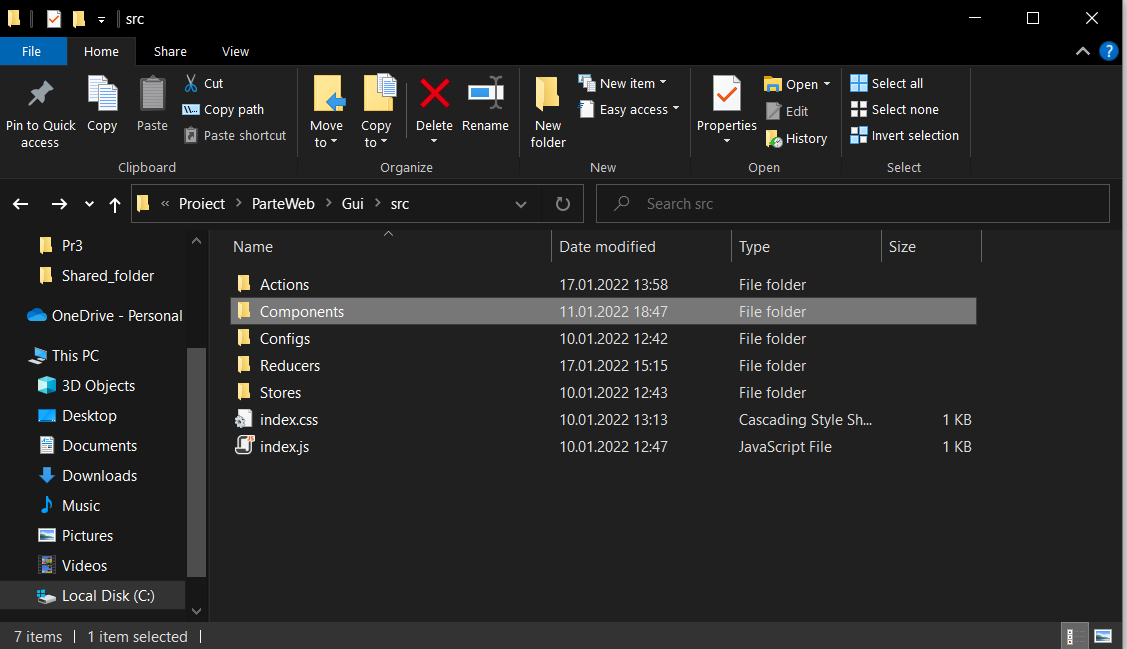 src
File Home Share View
Pin to Quick access
Copy
Paste
Cut
Copy path
Paste shortcut
Clipboard
Move to
Copy to
Delete
Rename
Organize
New folder
New item
Easy access
New
Properties
Open
Edit
History
Open
Select all
Select none
Invert selection
Select
« Proiect > ParteWeb > Gui > src
Search src
Pr3
Shared_folder
OneDrive - Personal
This PC
3D Objects
Desktop
Documents
Downloads
Music
Pictures
Videos
Local Disk (C:)
Name Date modified Type Size
Actions 17.01.2022 13:58 File folder
Components 11.01.2022 18:47 File folder
Configs 10.01.2022 12:42 File folder
Reducers 17.01.2022 15:15 File folder
Stores 10.01.2022 12:43 File folder
index.css 10.01.2022 13:13 Cascading Style Sh... 1 KB
index.js 10.01.2022 12:47 JavaScript File 1 KB
7 items | 1 item selected |